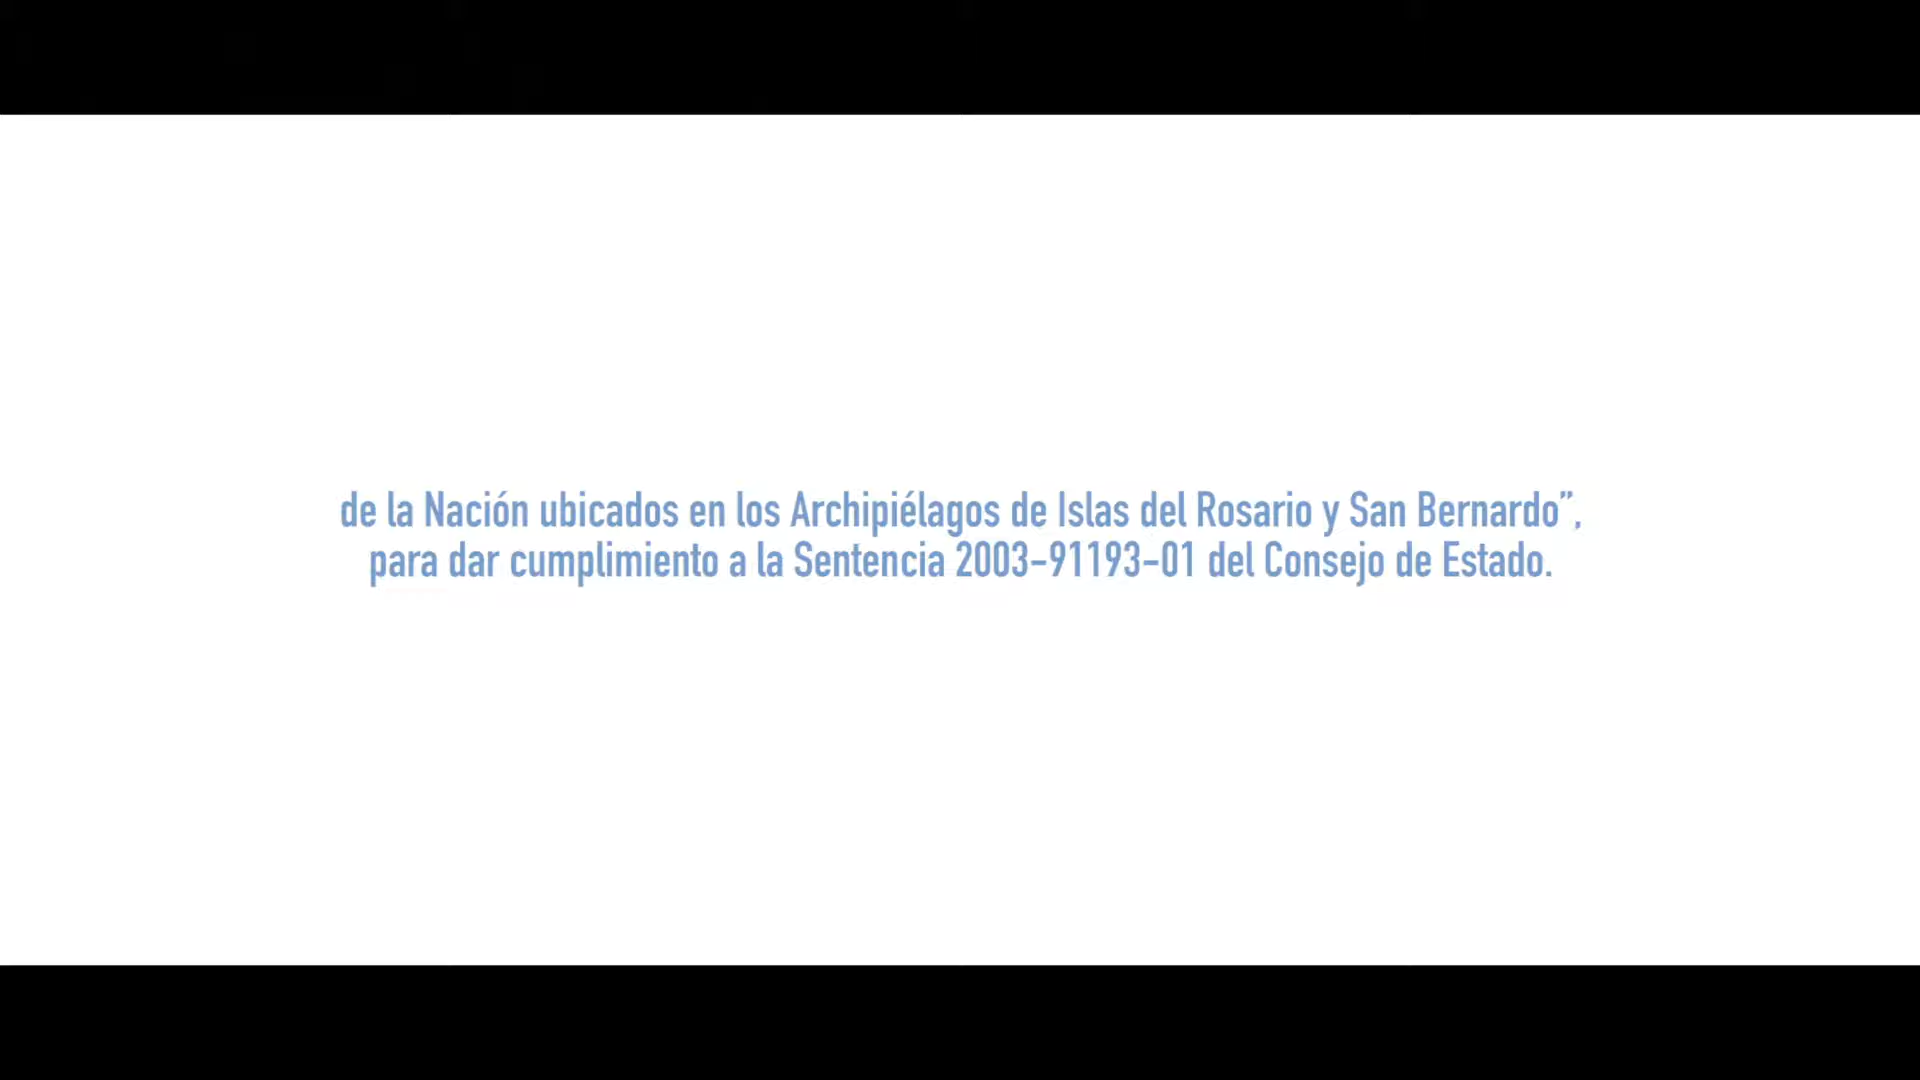 de la Nación ubicados en los Archipiélagos de Islas del Rosario y San Bernardo”,
para dar cumplimiento a la Sentencia 2003-91193-01 del Consejo de Estado.